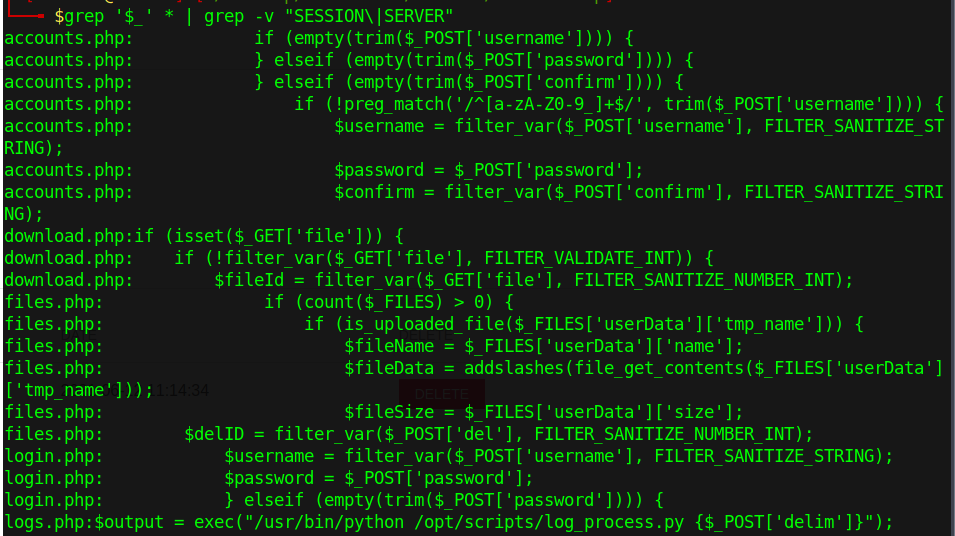 $grep '$_' * | grep -v "SESSION\|SERVER"
accounts.php:            if (empty(trim($_POST['username']))) {
accounts.php:            } elseif (empty(trim($_POST['password']))) {
accounts.php:            } elseif (empty(trim($_POST['confirm']))) {
accounts.php:                if (!preg_match('/^[a-zA-Z0-9_]+$/', trim($_POST['username']))) {
accounts.php:                    $username = filter_var($_POST['username'], FILTER_SANITIZE_ST
RING);
accounts.php:                    $password = $_POST['password'];
accounts.php:                    $confirm = filter_var($_POST['confirm'], FILTER_SANITIZE_STRI
NG);
download.php:if (isset($_GET['file'])) {
download.php:    if (!filter_var($_GET['file'], FILTER_VALIDATE_INT)) {
download.php:        $fileId = filter_var($_GET['file'], FILTER_SANITIZE_NUMBER_INT);
files.php:                if (count($_FILES) > 0) {
files.php:                    if (is_uploaded_file($_FILES['userData']['tmp_name'])) {
files.php:                        $fileName = $_FILES['userData']['name'];
files.php:                        $fileData = addslashes(file_get_contents($_FILES['userData']
['tmp_name']));
1:14:34
DELETE
files.php:                        $fileSize = $_FILES['userData']['size'];
files.php:        $delID = filter_var($_POST['del'], FILTER_SANITIZE_NUMBER_INT);
login.php:            $username = filter_var($_POST['username'], FILTER_SANITIZE_STRING);
login.php:            $password = $_POST['password'];
login.php:            } elseif (empty(trim($_POST['password']))) {
logs.php:$output = exec("/usr/bin/python /opt/scripts/log_process.py {$_POST['delim']}");